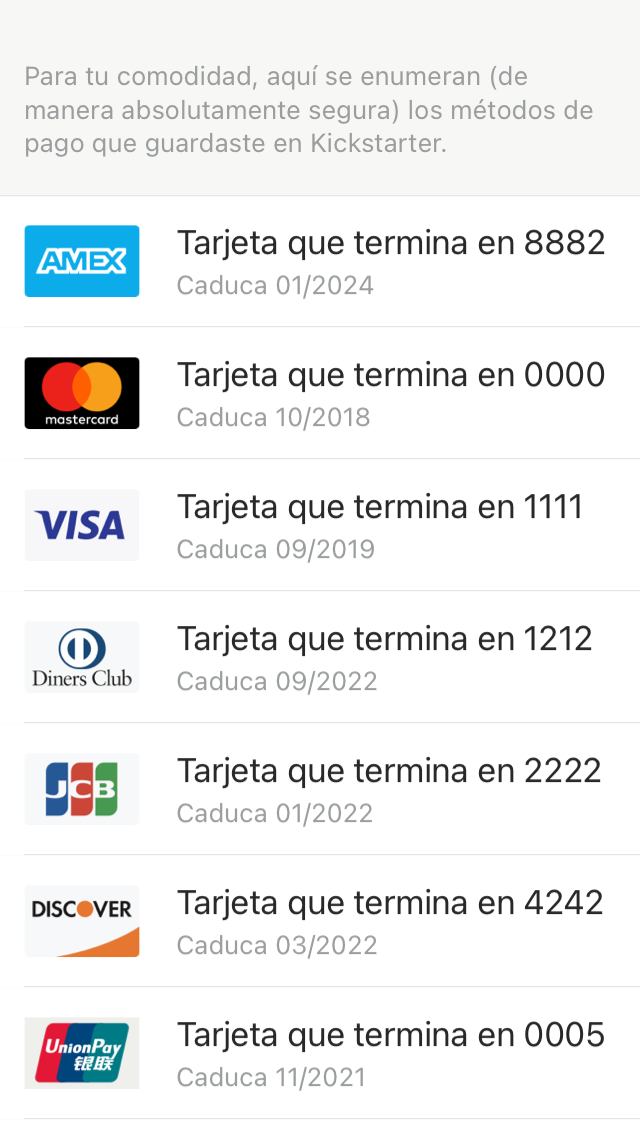 Para tu comodidad, aquí se enumeran (de
manera absolutamente segura) los métodos de
pago que guardaste en Kickstarter.
AMEX
Tarjeta que termina en 8882
Caduca 01/2024
mastercard
Tarjeta que termina en 0000
Caduca 10/2018
VISA
Tarjeta que termina en 1111
Caduca 09/2019
Diners Club
Tarjeta que termina en 1212
Caduca 09/2022
JCB
Tarjeta que termina en 2222
Caduca 01/2022
DISCOVER
Tarjeta que termina en 4242
Caduca 03/2022
UnionPay
银联
Tarjeta que termina en 0005
Caduca 11/2021